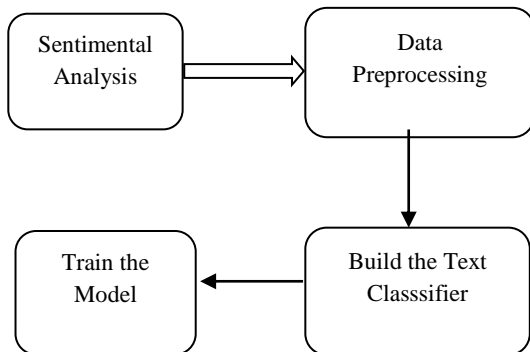 Sentimental
Analysis
Data
Preprocessing
Build the Text
Classsifier
Train the
Model